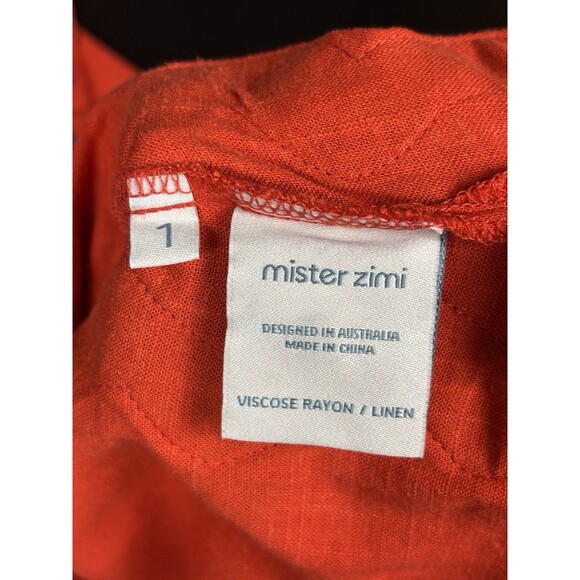 1
mister zimi
DESIGNED IN AUSTRALIA
MADE IN CHINA
VISCOSE RAYON / LINEN